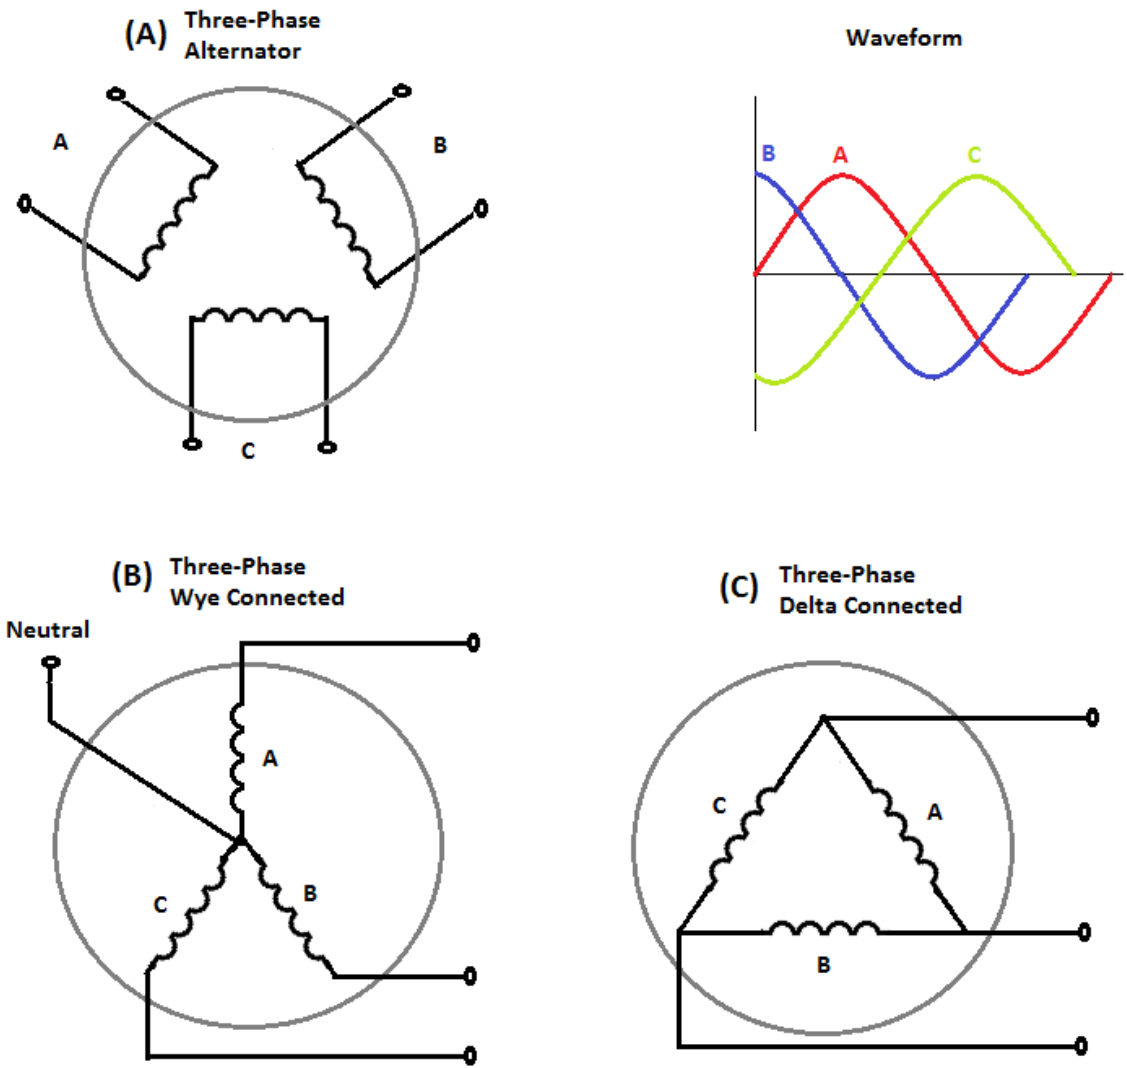 (A) Three-Phase
Alternator
Waveform
A
B
C
B
A
C
(B) Three-Phase
Wye Connected
Neutral
A
B
C
(C) Three-Phase
Delta Connected
C
A
B